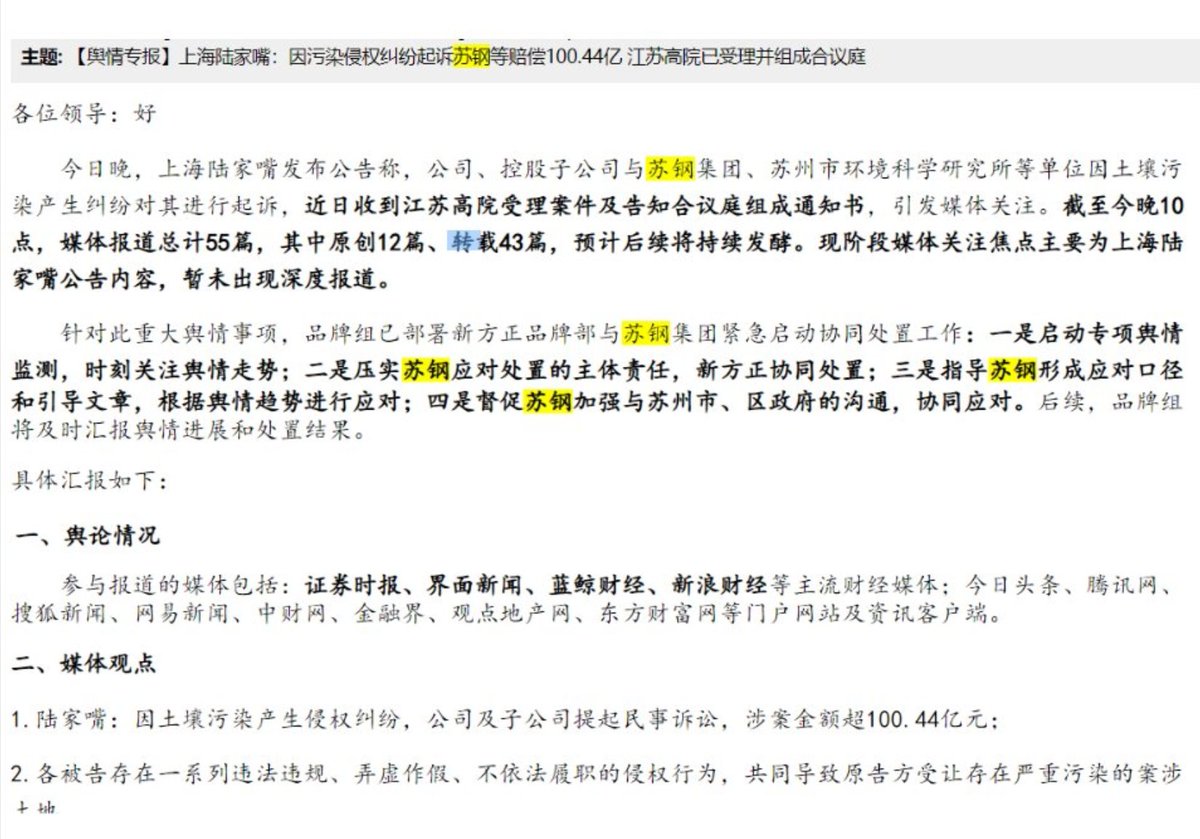 主题: 【舆情专报】上海陆家嘴：因污染侵权纠纷起诉苏钢等赔偿100.44亿 江苏高院已受理并组成合议庭
各位领导：好
今日晚，上海陆家嘴发布公告称，公司、控股子公司与苏钢集团、苏州市环境科学研究所等单位因土壤污
染产生纠纷对其进行起诉，近日收到江苏高院受理案件及告知合议庭组成通知书，引发媒体关注。截至今晚10
点，媒体报道总计55篇，其中原创12篇、转载43篇，预计后续将持续发酵。现阶段媒体关注焦点主要为上海陆
家嘴公告内容，暂未出现深度报道。
针对此重大舆情事项，品牌组已部署新方正品牌部与苏钢集团紧急启动协同处置工作：一是启动专项舆情
监测，时刻关注舆情走势；二是压实苏钢应对处置的主体责任，新方正协同处置；三是指导苏钢形成应对口径
和引导文章，根据舆情趋势进行应对；四是督促苏钢加强与苏州市、区政府的沟通，协同应对。后续，品牌组
将及时汇报舆情进展和处置结果。
具体汇报如下：
一、舆论情况
参与报道的媒体包括：证券时报、界面新闻、蓝鲸财经、新浪财经等主流财经媒体；今日头条、腾讯网、
搜狐新闻、网易新闻、中财网、金融界、观点地产网、东方财富网等门户网站及资讯客户端。
二、媒体观点
1.陆家嘴：因土壤污染产生侵权纠纷，公司及子公司提起民事诉讼，涉案金额超100.44亿元；
2.各被告存在一系列违法违规、弄虚作假、不依法履职的侵权行为，共同导致原告方受让存在严重污染的案涉
土地